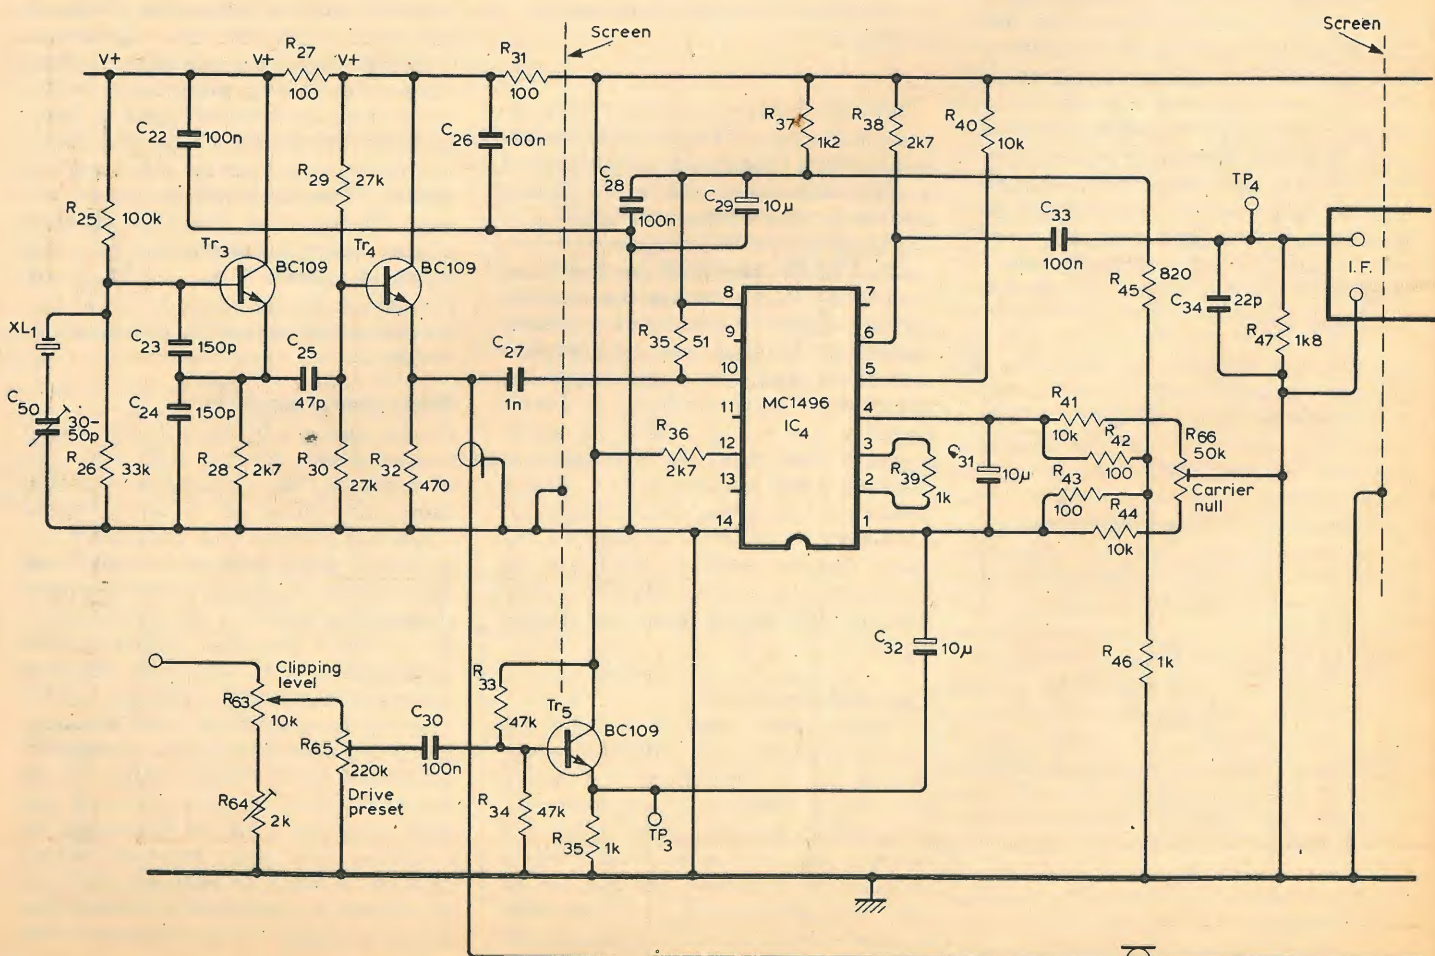 Screen
Screen
V+
V+
R27
100
V+
R31
100
C22
100n
C26
100n
R37
1k2
R38
2k7
R40
10k
R29
27k
C28
100n
C29
10µ
TP4
R25
100k
C33
100n
Tr3
BC109
Tr4
BC109
I.F.
R45
820
C34
22p
R47
1k8
XL1
C23
150p
C25
47p
C27
1n
R35
51
8
9
10
11
12
13
14
7
6
5
4
3
2
1
MC1496
IC4
C50
30-
50p
C24
150p
R26
33k
R28
2k7
R30
27k
R32
470
R36
2k7
R39
1k
C31
10µ
R41
10k
R42
100
R43
100
R44
10k
R66
50k
Carrier
null
C32
10µ
R46
1k
Clipping
level
R63
10k
R65
220k
Drive
preset
R64
2k
C30
100n
R33
47k
Tr5
BC109
R34
47k
R35
1k
TP3